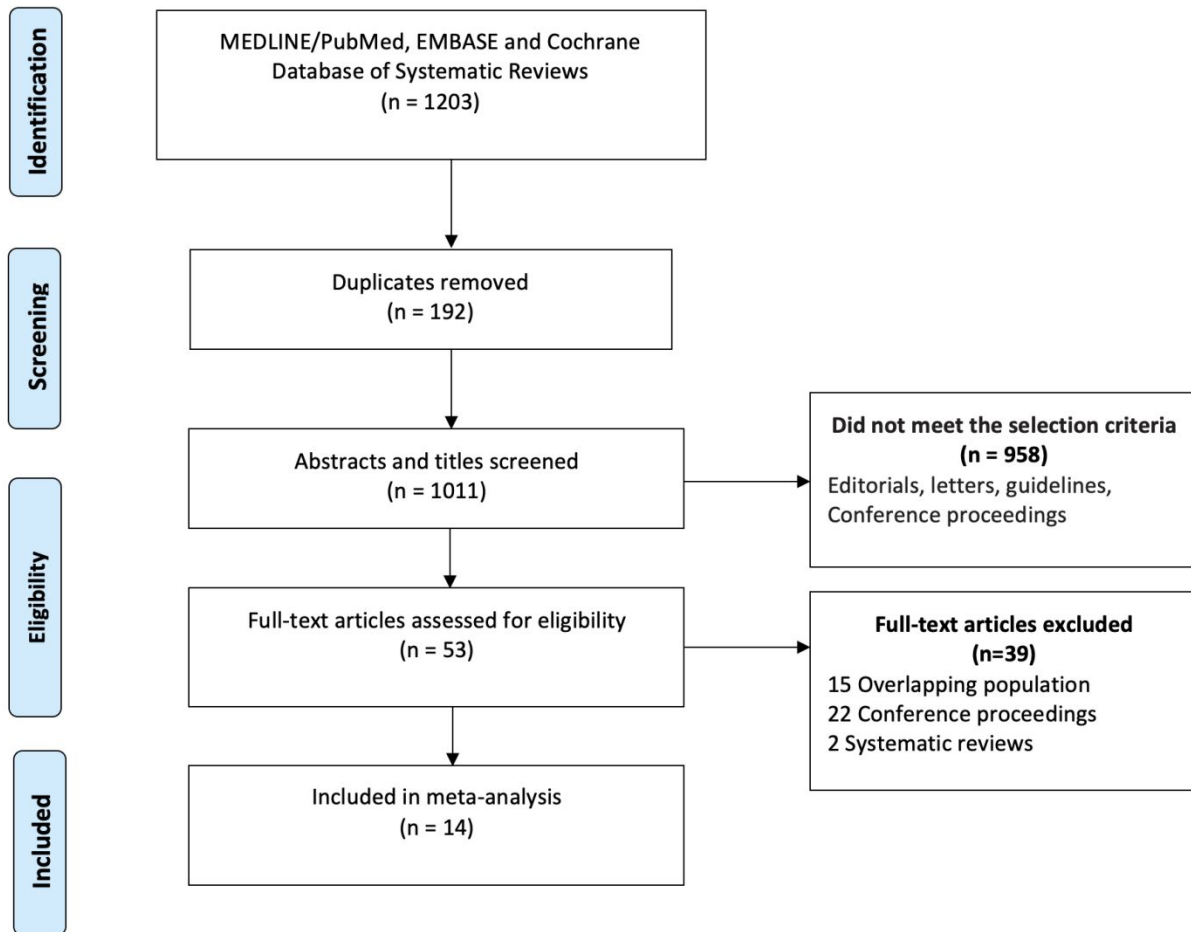 Identification
MEDLINE/PubMed, EMBASE and Cochrane
Database of Systematic Reviews
(n = 1203)
Screening
Duplicates removed
(n = 192)
Abstracts and titles screened
(n = 1011)
Did not meet the selection criteria
(n = 958)
Editorials, letters, guidelines,
Conference proceedings
Eligibility
Full-text articles assessed for eligibility
(n = 53)
Full-text articles excluded
(n=39)
15 Overlapping population
22 Conference proceedings
2 Systematic reviews
Included
Included in meta-analysis
(n = 14)